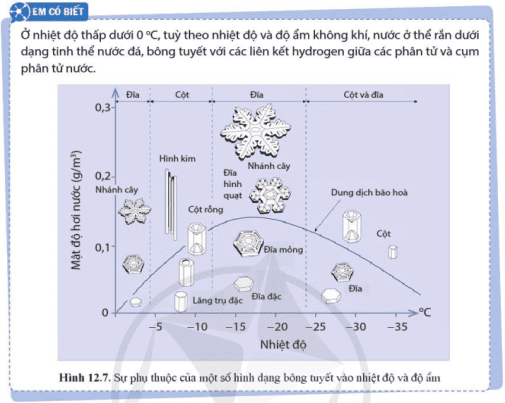 EM CÓ BIẾT
Ở nhiệt độ thấp dưới 0 ºC, tuỳ theo nhiệt độ và độ ẩm không khí, nước ở thể rắn dưới
dạng tinh thể nước đá, bông tuyết với các liên kết hydrogen giữa các phân tử và cụm
phân tử nước.
Đĩa Cột Đĩa Cột và đĩa
0,3
Nhánh cây
Hình kim
0,2
Đĩa
hình
quạt
Nhánh cây
Dung dịch bão hoà
Cột rỗng
Cột
0,1
Đĩa mỏng
Đĩa
Lăng trụ đặc
Đĩa đặc
0
ºC
−5 −10 −15 −20 −25 −30 −35
Nhiệt độ
Mật độ hơi nước (g/m³)
Hình 12.7. Sự phụ thuộc của một số hình dạng bông tuyết vào nhiệt độ và độ ẩm